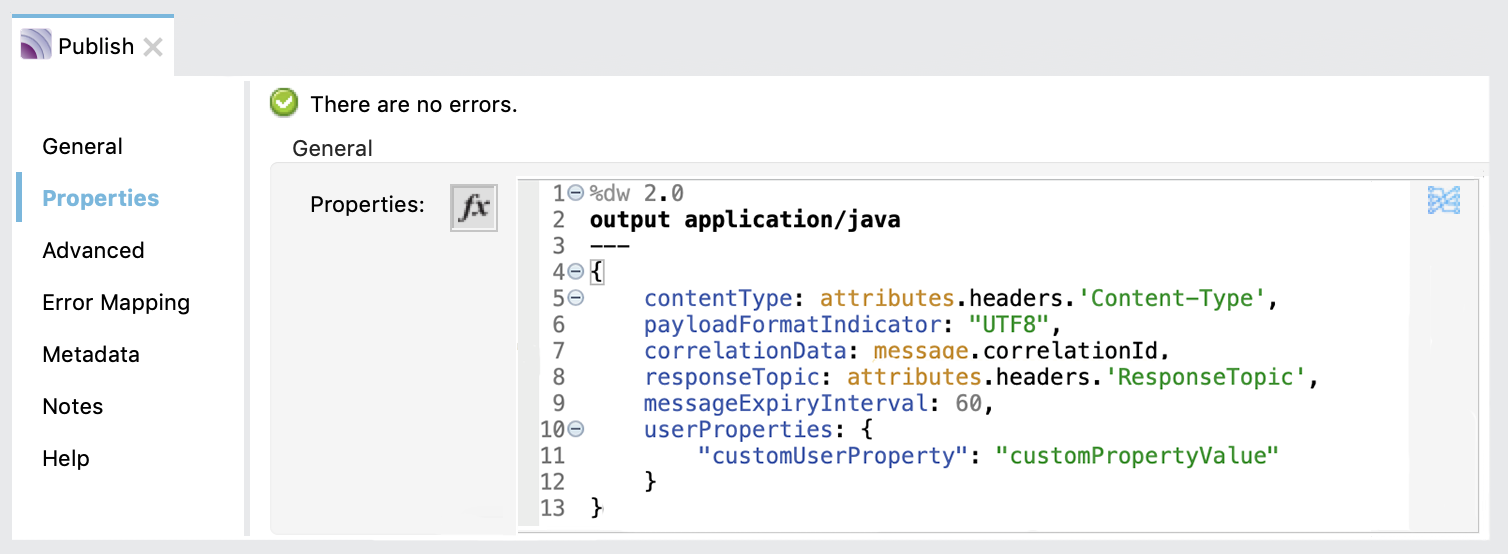 Publish
There are no errors.
General
General
Properties
Advanced
Error Mapping
Metadata
Notes
Help
Properties:
fx
1 %dw 2.0
2 output application/java
3 ---
4 {
5 contentType: attributes.headers.'Content-Type',
6 payloadFormatIndicator: "UTF8",
7 correlationData: message.correlationId,
8 responseTopic: attributes.headers.'ResponseTopic',
9 messageExpiryInterval: 60,
10 userProperties: {
11 "customUserProperty": "customPropertyValue"
12 }
13 }